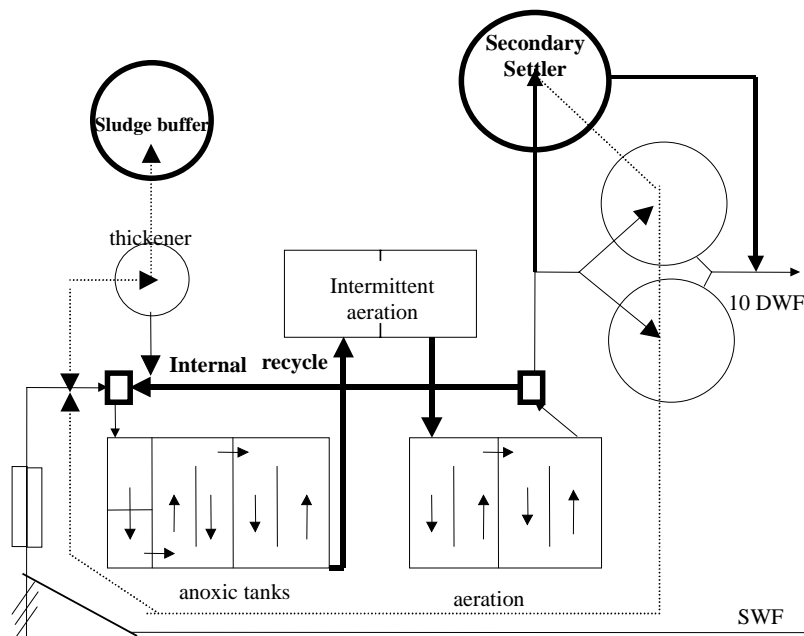 Secondary
Settler
Sludge buffer
thickener
Intermittent
aeration
10 DWF
Internal recycle
anoxic tanks
aeration
SWF